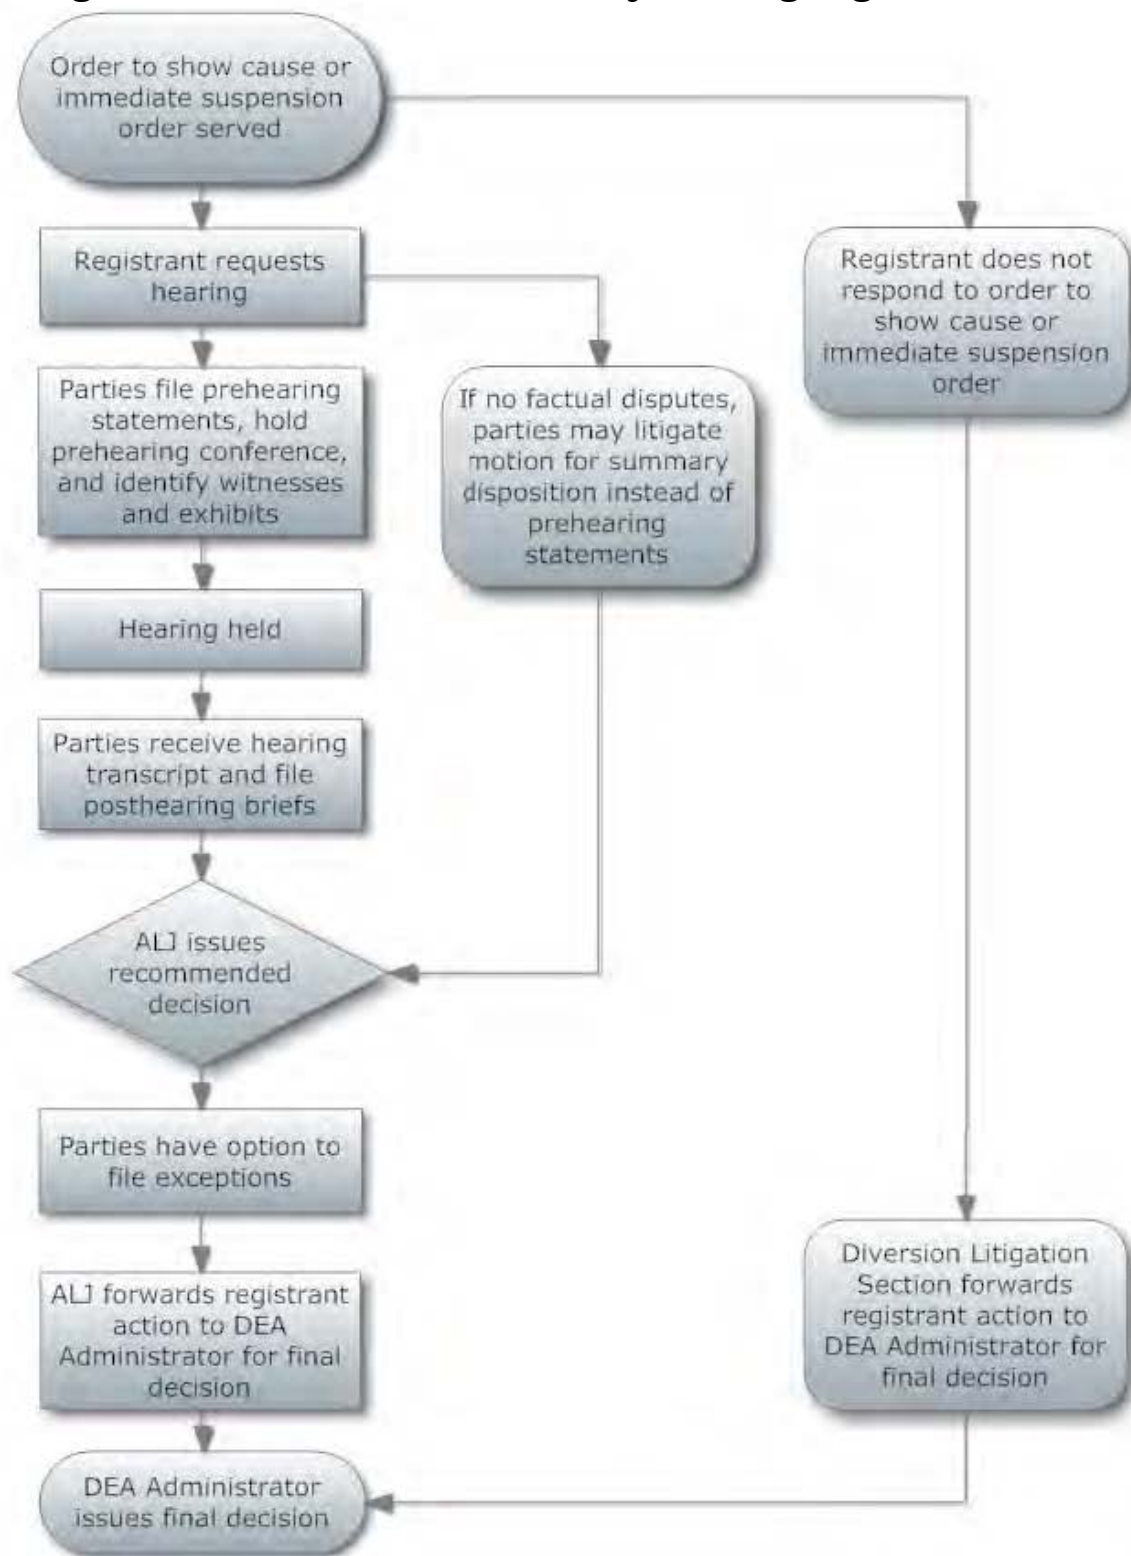 Order to show cause or
immediate suspension
order served
Registrant requests
hearing
Registrant does not
respond to order to
show cause or
immediate suspension
order
Parties file prehearing
statements, hold
prehearing conference,
and identify witnesses
and exhibits
If no factual disputes,
parties may litigate
motion for summary
disposition instead of
prehearing
statements
Hearing held
Parties receive hearing
transcript and file
posthearing briefs
ALJ issues
recommended
decision
Parties have option to
file exceptions
ALJ forwards registrant
action to DEA
Administrator for final
decision
Diversion Litigation
Section forwards
registrant action to
DEA Administrator for
final decision
DEA Administrator
issues final decision